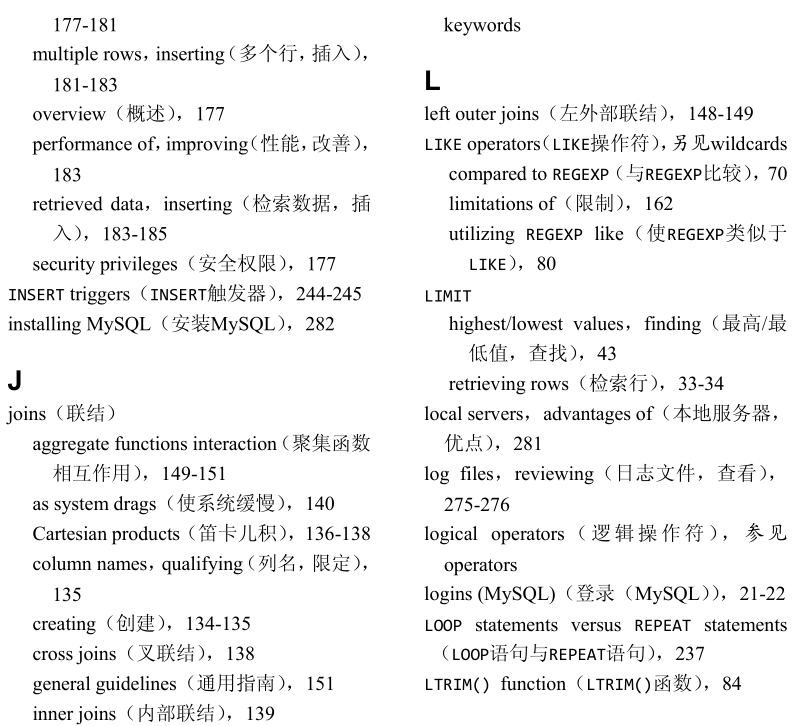 177-181
multiple rows，inserting（多个行，插入），
181-183
overview（概述），177
performance of，improving（性能，改善），
183
retrieved data，inserting（检索数据，插
入），183-185
security privileges（安全权限），177
INSERT triggers（INSERT触发器），244-245
installing MySQL（安装MySQL），282
J
joins（联结）
aggregate functions interaction（聚集函数
相互作用），149-151
as system drags（使系统缓慢），140
Cartesian products（笛卡儿积），136-138
column names，qualifying（列名，限定），
135
creating（创建），134-135
cross joins（叉联结），138
general guidelines（通用指南），151
inner joins（内部联结），139
keywords
L
left outer joins（左外部联结），148-149
LIKE operators（LIKE操作符），另见wildcards
compared to REGEXP（与REGEXP比较），70
limitations of（限制），162
utilizing REGEXP like（使REGEXP类似于
LIKE），80
LIMIT
highest/lowest values，finding（最高/最
低值，查找），43
retrieving rows（检索行），33-34
local servers，advantages of（本地服务器，
优点），281
log files，reviewing（日志文件，查看），
275-276
logical operators（逻辑操作符），参见
operators
logins (MySQL)（登录（MySQL）），21-22
LOOP statements versus REPEAT statements
（LOOP语句与REPEAT语句），237
LTRIM() function（LTRIM()函数），84